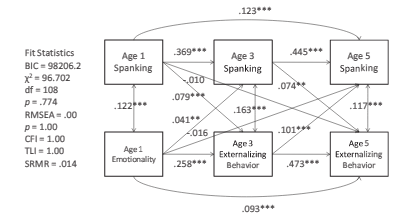 .123***
Fit Statistics
BIC = 98206.2
χ² = 96.702
df = 108
p = .774
RMSEA = .00
p = 1.00
CFI = 1.00
TLI = 1.00
SRMR = .014
Age 1
Spanking
.369***
Age 3
Spanking
.445***
Age 5
Spanking
-.010
.079***
.074**
.122***
.163***
.117***
.041**
.101***
-.016
Age 1
Emotionality
.258***
Age 3
Externalizing
Behavior
.473***
Age 5
Externalizing
Behavior
.093***